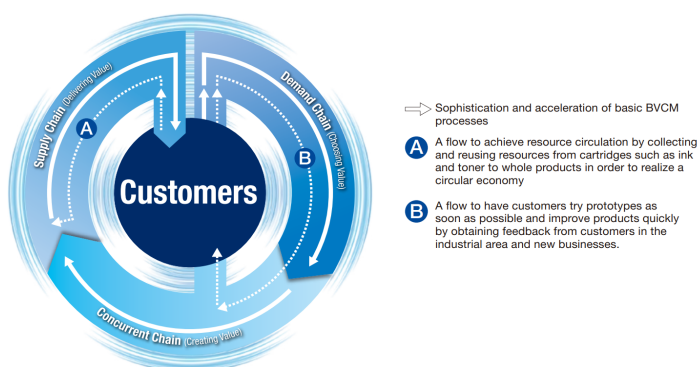 Supply Chain (Delivering Value)
Demand Chain (Choosing Value)
A
B
Customers
Concurrent Chain (Creating Value)
Sophistication and acceleration of basic BVCM
processes
A
A flow to achieve resource circulation by collecting
and reusing resources from cartridges such as ink
and toner to whole products in order to realize a
circular economy
B
A flow to have customers try prototypes as
soon as possible and improve products quickly
by obtaining feedback from customers in the
industrial area and new businesses.